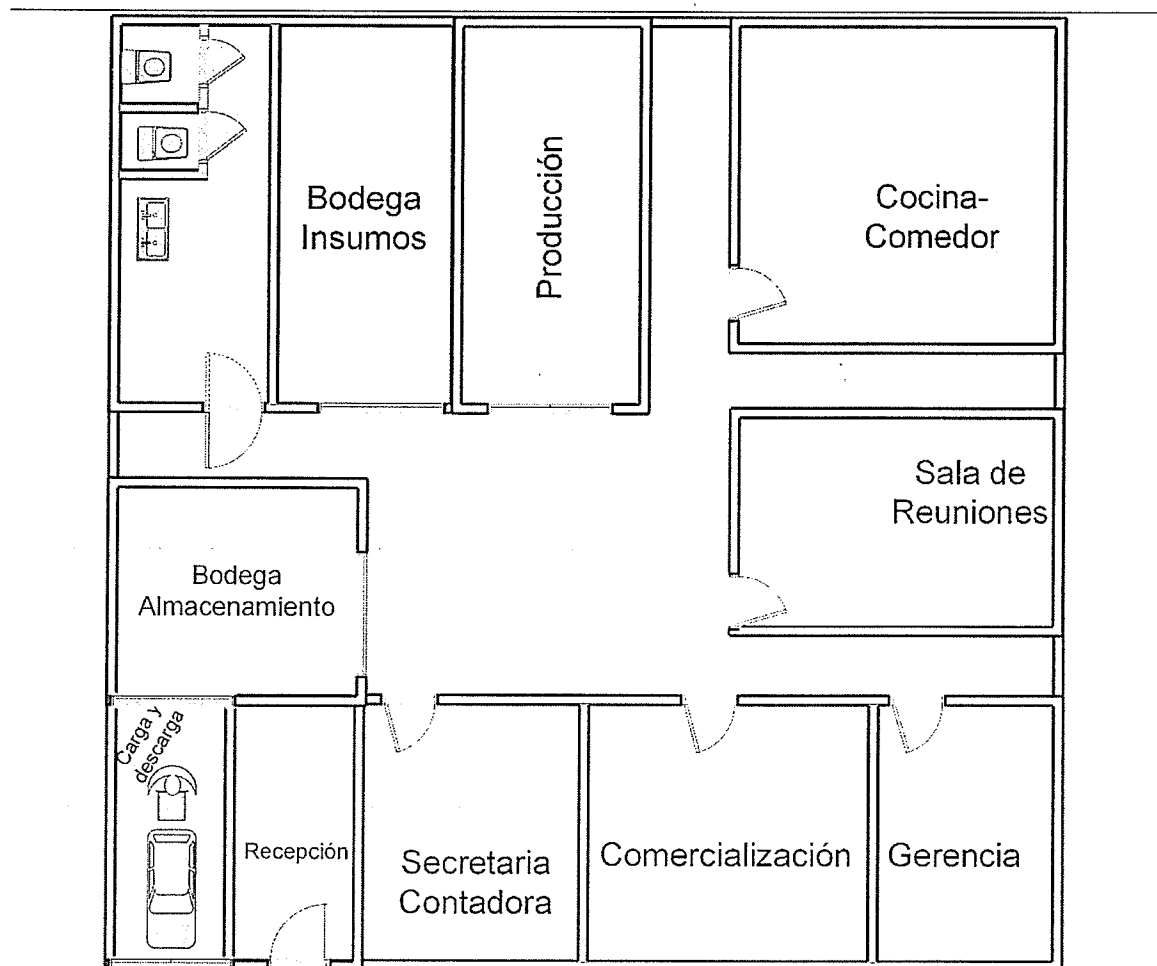 Bodega
Insumos
Producción
Cocina-
Comedor
Sala de
Reuniones
Bodega
Almacenamiento
Carga y
descarga
Recepción
Secretaria
Contadora
Comercialización
Gerencia